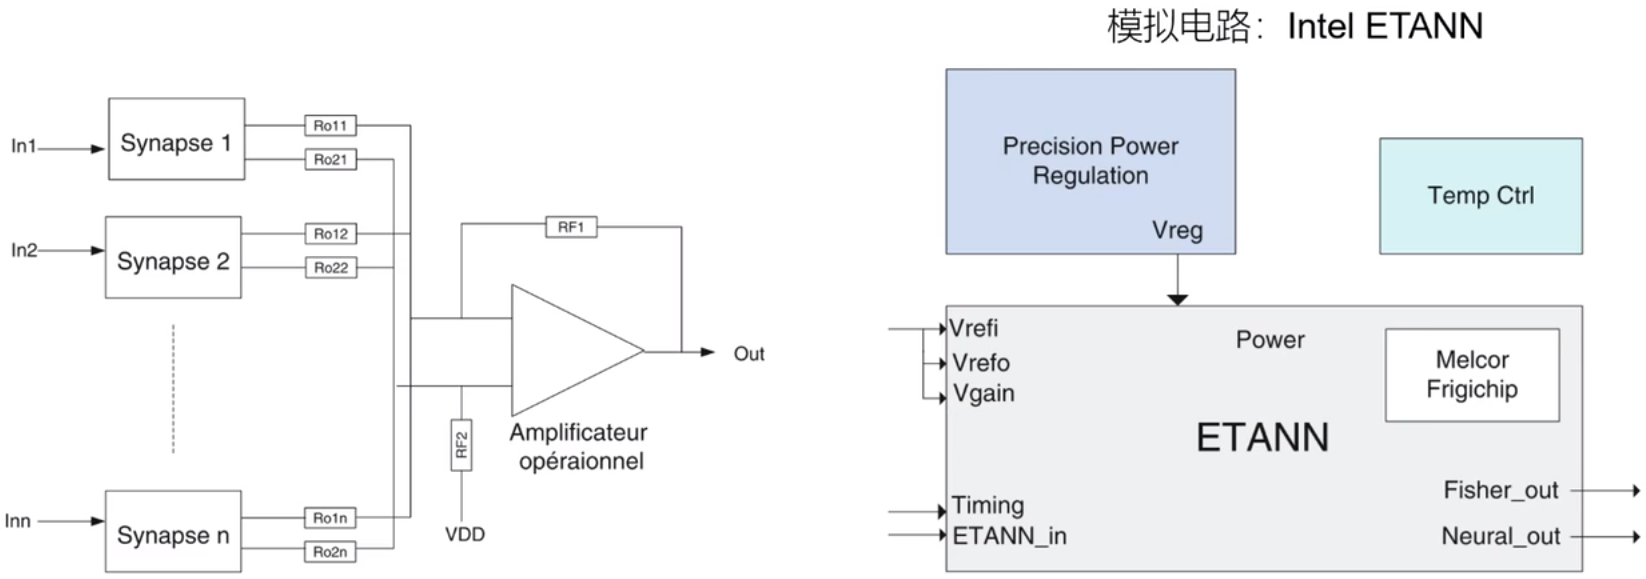 模拟电路：Intel ETANN
In1
Synapse 1
Ro11
Ro21
In2
Synapse 2
Ro12
Ro22
RF1
Out
RF2
Amplificateur
opéraionnel
VDD
Inn
Synapse n
Ro1n
Ro2n
Precision Power
Regulation
Vreg
Temp Ctrl
Vrefi
Vrefo
Vgain
Power
Melcor
Frigichip
ETANN
Timing
ETANN_in
Fisher_out
Neural_out